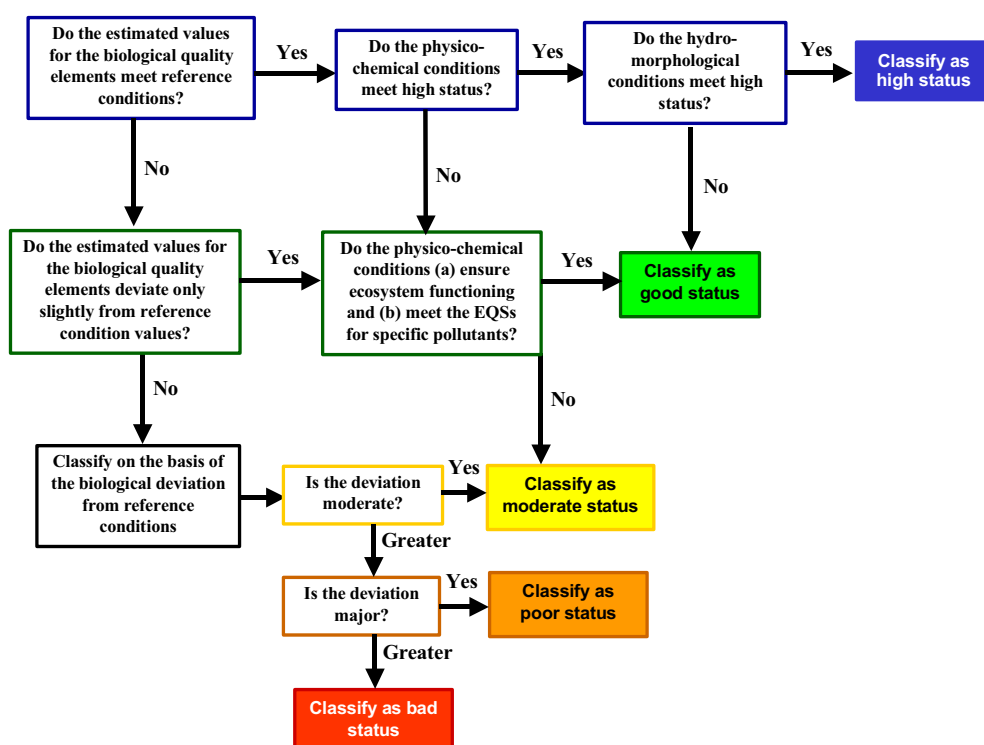 Do the estimated values
for the biological quality
elements meet reference
conditions?
Yes
Do the physico-
chemical conditions
meet high status?
Yes
Do the hydro-
morphological
conditions meet high
status?
Yes
Classify as
high status
No
No
No
Do the estimated values for
the biological quality
elements deviate only
slightly from reference
condition values?
Yes
Do the physico-chemical
conditions (a) ensure
ecosystem functioning
and (b) meet the EQSs
for specific pollutants?
Yes
Classify as
good status
No
No
Classify on the basis of
the biological deviation
from reference
conditions
Is the deviation
moderate?
Yes
Classify as
moderate status
Greater
Is the deviation
major?
Yes
Classify as
poor status
Greater
Classify as bad
status